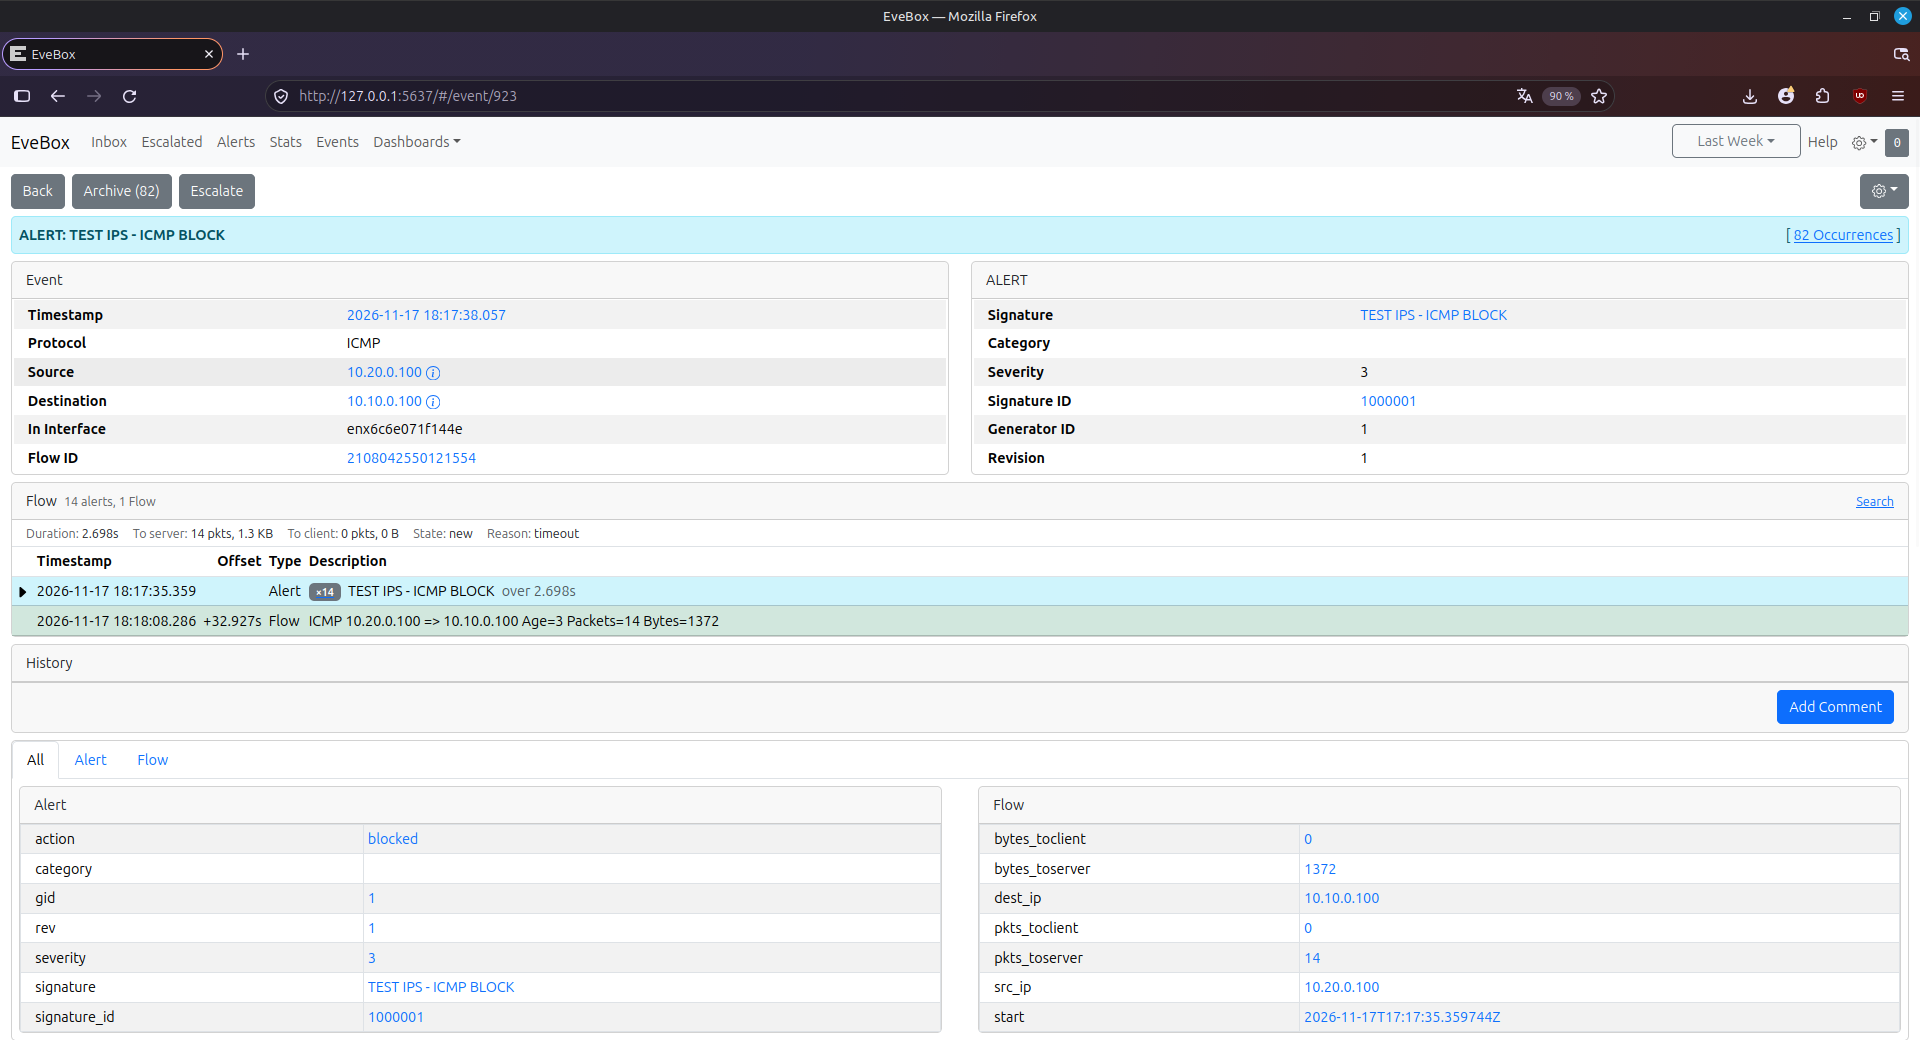 EveBox — Mozilla Firefox
EveBox
http://127.0.0.1:5637/#/event/923
90 %
EveBox Inbox Escalated Alerts Stats Events Dashboards Last Week Help 0
Back Archive (82) Escalate
ALERT: TEST IPS - ICMP BLOCK [ 82 Occurrences ]
Event
Timestamp 2026-11-17 18:17:38.057
Protocol ICMP
Source 10.20.0.100
Destination 10.10.0.100
In Interface enx6c6e071f144e
Flow ID 2108042550121554
ALERT
Signature TEST IPS - ICMP BLOCK
Category
Severity 3
Signature ID 1000001
Generator ID 1
Revision 1
Flow 14 alerts, 1 Flow Search
Duration: 2.698s To server: 14 pkts, 1.3 KB To client: 0 pkts, 0 B State: new Reason: timeout
Timestamp Offset Type Description
2026-11-17 18:17:35.359 Alert ×14 TEST IPS - ICMP BLOCK over 2.698s
2026-11-17 18:18:08.286 +32.927s Flow ICMP 10.20.0.100 => 10.10.0.100 Age=3 Packets=14 Bytes=1372
History
Add Comment
All Alert Flow
Alert
action blocked
category
gid 1
rev 1
severity 3
signature TEST IPS - ICMP BLOCK
signature_id 1000001
Flow
bytes_toclient 0
bytes_toserver 1372
dest_ip 10.10.0.100
pkts_toclient 0
pkts_toserver 14
src_ip 10.20.0.100
start 2026-11-17T17:17:35.359744Z